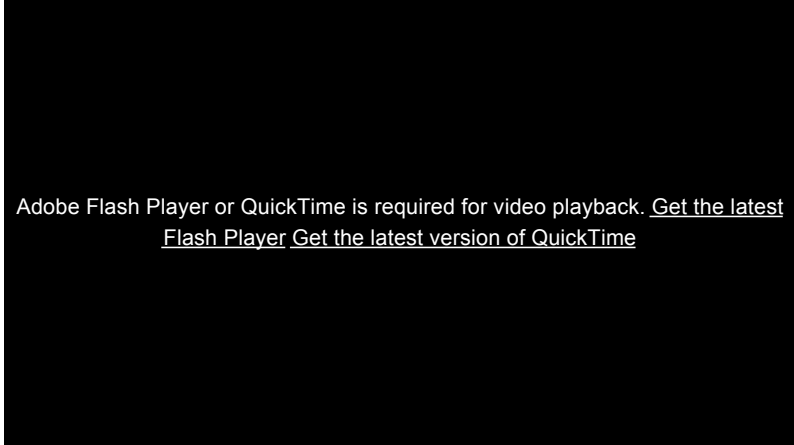 Adobe Flash Player or QuickTime is required for video playback. Get the latest
Flash Player Get the latest version of QuickTime